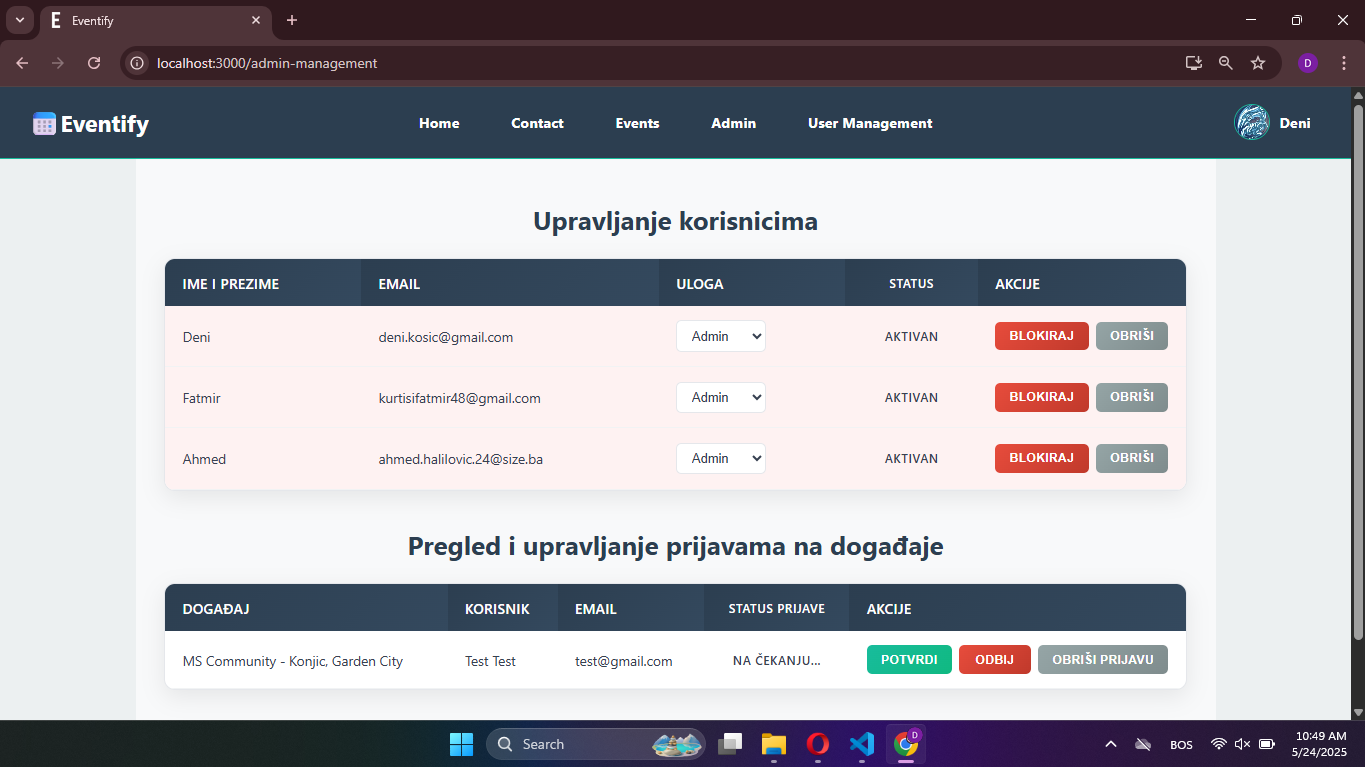 Eventify
localhost:3000/admin-management
D
Eventify
Home Contact Events Admin User Management
Deni
Upravljanje korisnicima
IME I PREZIME EMAIL ULOGA STATUS AKCIJE
Deni deni.kosic@gmail.com Admin AKTIVAN BLOKIRAJ OBRIŠI
Fatmir kurtisifatmir48@gmail.com Admin AKTIVAN BLOKIRAJ OBRIŠI
Ahmed ahmed.halilovic.24@size.ba Admin AKTIVAN BLOKIRAJ OBRIŠI
Pregled i upravljanje prijavama na događaje
DOGAĐAJ KORISNIK EMAIL STATUS PRIJAVE AKCIJE
MS Community - Konjic, Garden City Test Test test@gmail.com NA ČEKANJU... POTVRDI ODBIJ OBRIŠI PRIJAVU
Search
D
BOS
10:49 AM
5/24/2025